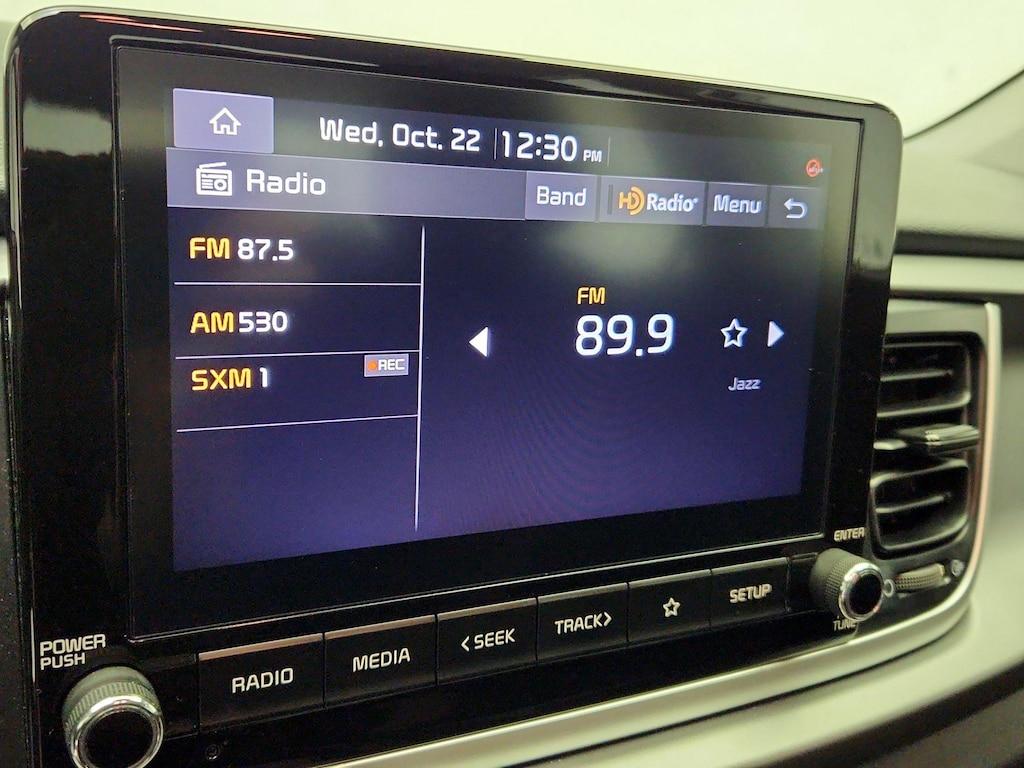 Wed, Oct. 22 12:30 PM
Radio
Band HD Radio Menu
FM 87.5
AM 530
SXM 1 REC
FM
89.9
Jazz
POWER
PUSH
RADIO
MEDIA
< SEEK
TRACK >
SETUP
ENTER
TUNE